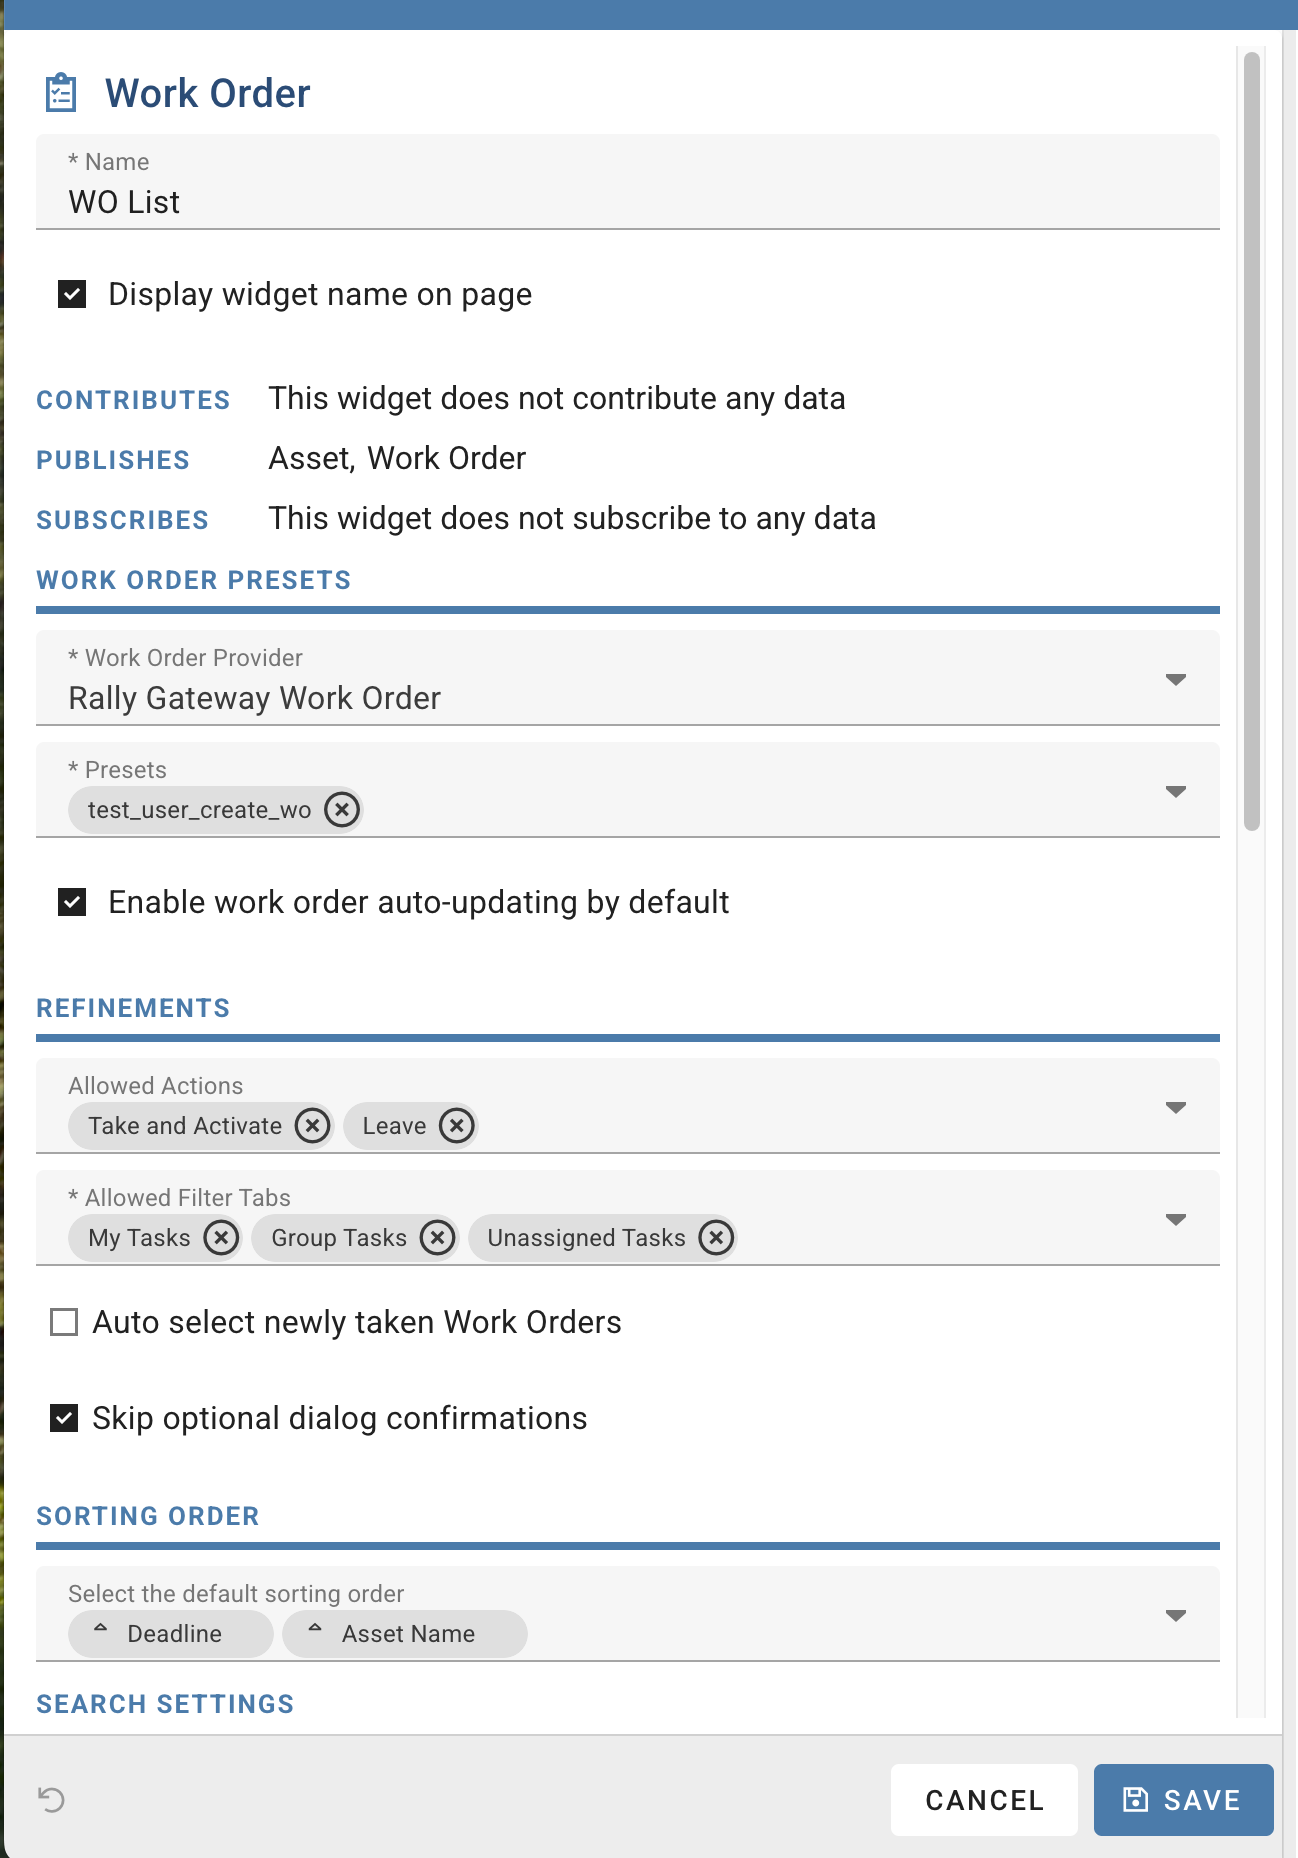 Work Order
* Name
WO List
Display widget name on page
CONTRIBUTES This widget does not contribute any data
PUBLISHES Asset, Work Order
SUBSCRIBES This widget does not subscribe to any data
WORK ORDER PRESETS
* Work Order Provider
Rally Gateway Work Order
* Presets
test_user_create_wo
Enable work order auto-updating by default
REFINEMENTS
Allowed Actions
Take and Activate Leave
* Allowed Filter Tabs
My Tasks Group Tasks Unassigned Tasks
Auto select newly taken Work Orders
Skip optional dialog confirmations
SORTING ORDER
Select the default sorting order
Deadline Asset Name
SEARCH SETTINGS
CANCEL SAVE